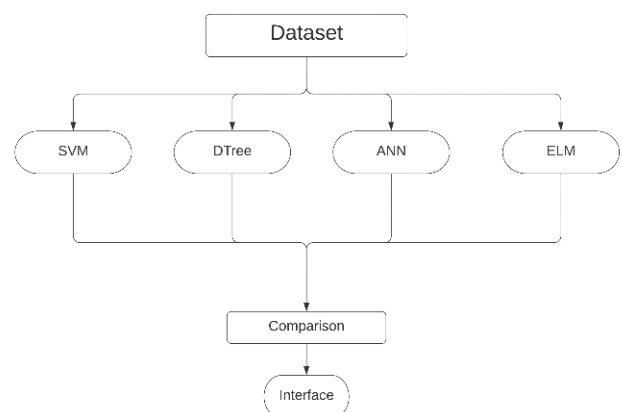 Dataset
SVM
DTree
ANN
ELM
Comparison
Interface